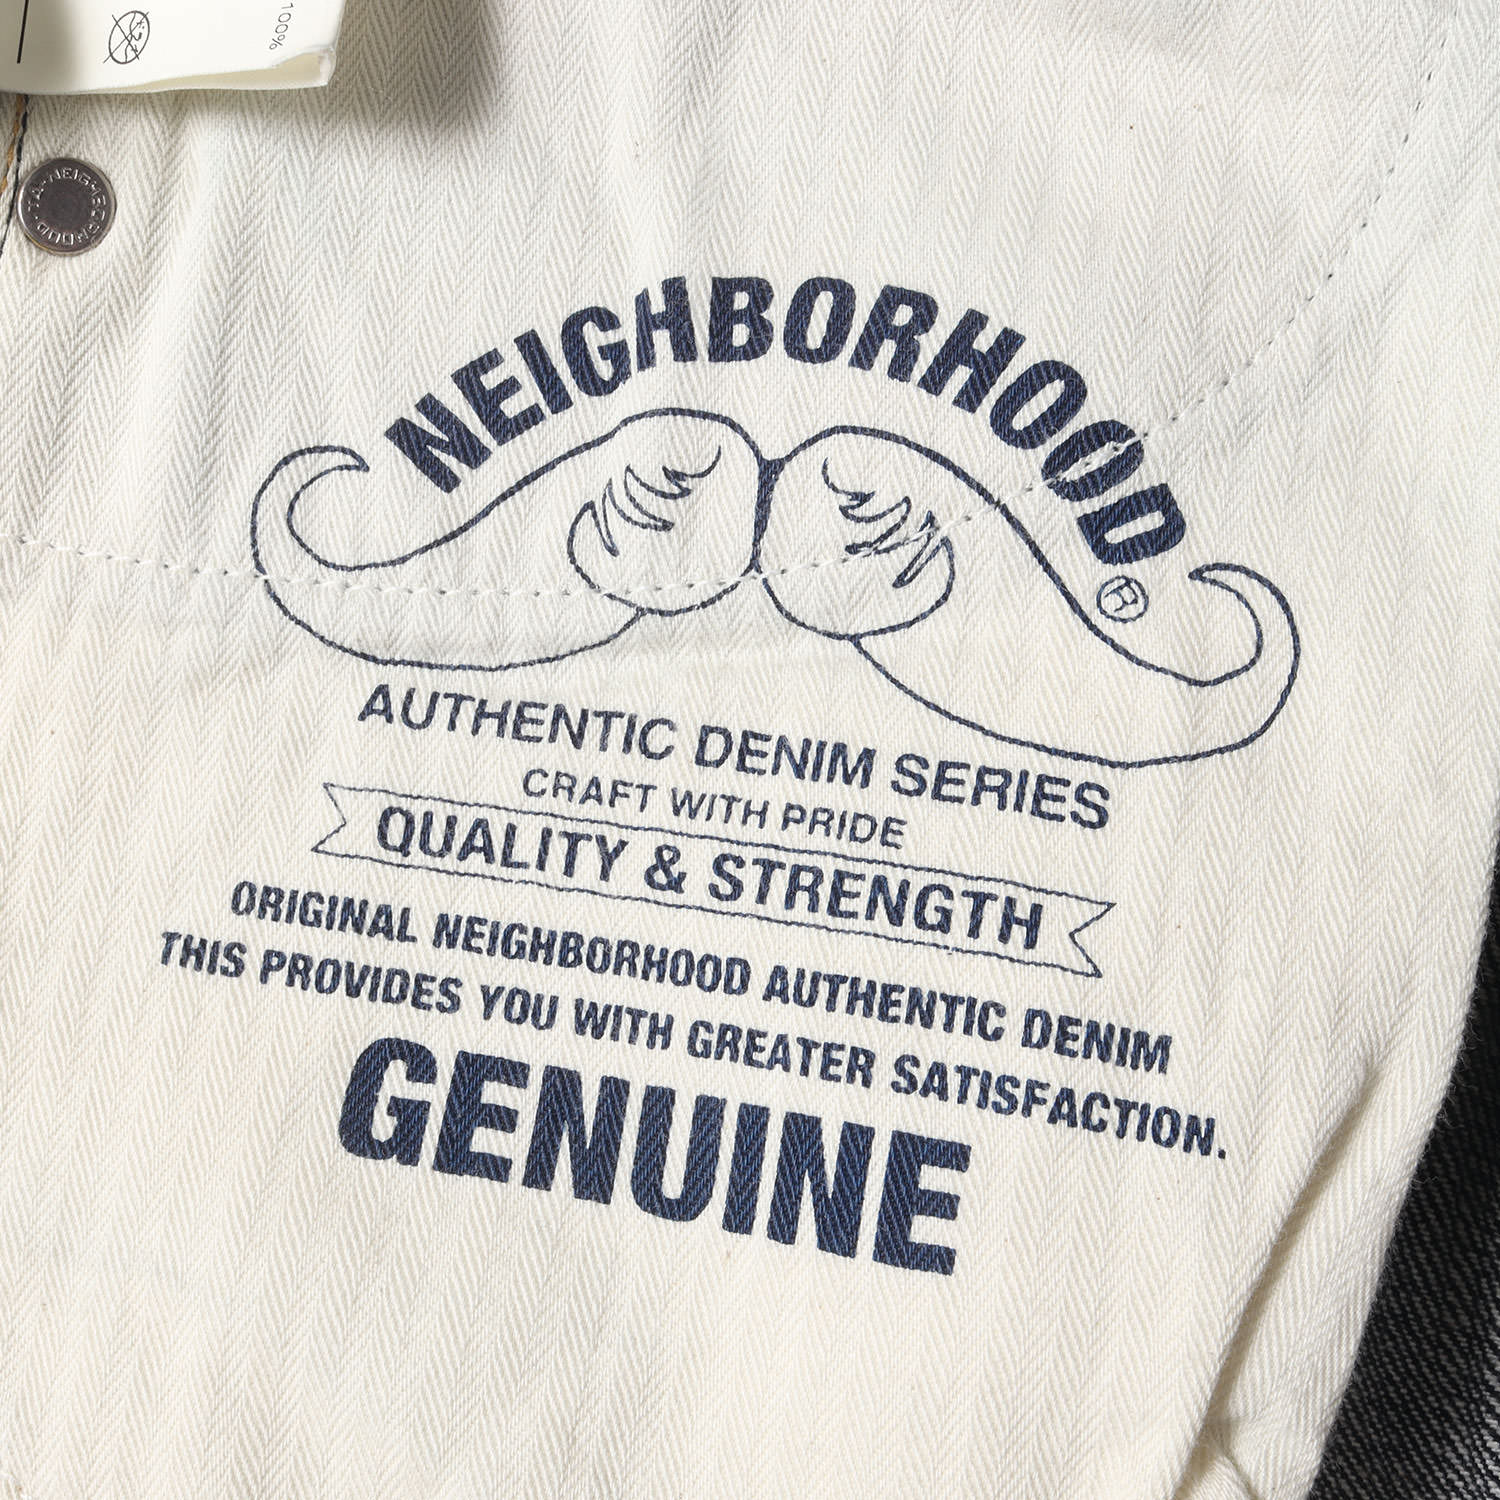 100%
NEIGHBORHOOD
®
AUTHENTIC DENIM SERIES
CRAFT WITH PRIDE
QUALITY & STRENGTH
ORIGINAL NEIGHBORHOOD AUTHENTIC DENIM
THIS PROVIDES YOU WITH GREATER SATISFACTION.
GENUINE